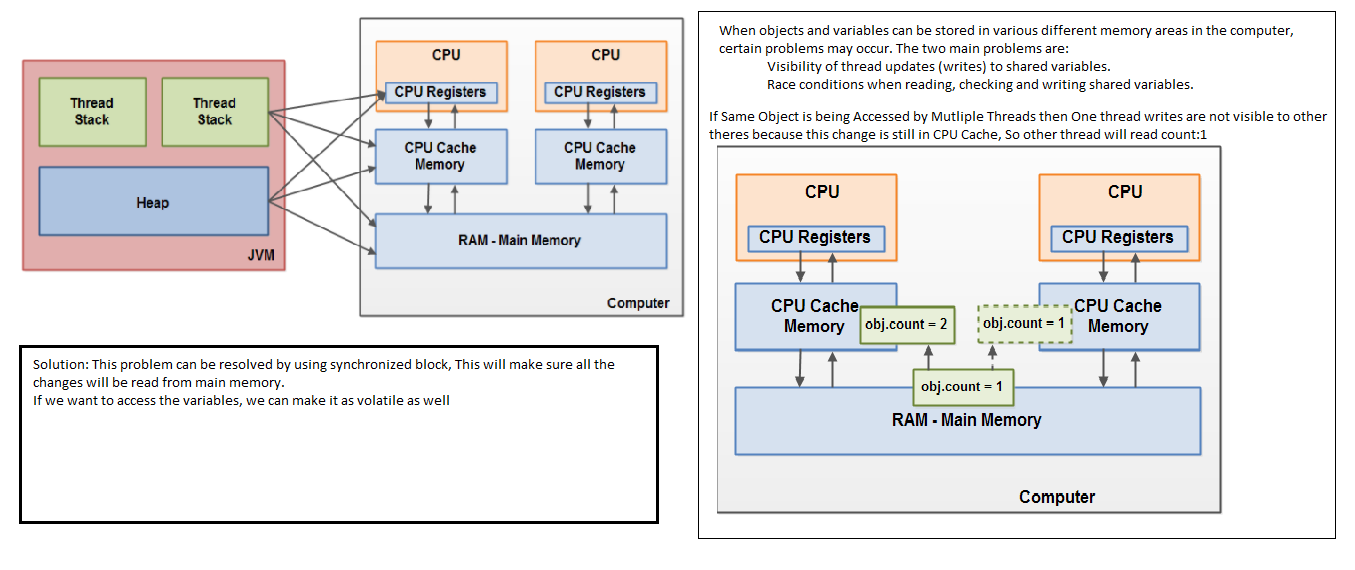 Thread
Stack
Thread
Stack
Heap
JVM
CPU
CPU Registers
CPU Cache
Memory
CPU
CPU Registers
CPU Cache
Memory
RAM - Main Memory
Computer
Solution: This problem can be resolved by using synchronized block, This will make sure all the
changes will be read from main memory.
If we want to access the variables, we can make it as volatile as well
When objects and variables can be stored in various different memory areas in the computer,
certain problems may occur. The two main problems are:
Visibility of thread updates (writes) to shared variables.
Race conditions when reading, checking and writing shared variables.
If Same Object is being Accessed by Mutliple Threads then One thread writes are not visible to other
theres because this change is still in CPU Cache, So other thread will read count:1
CPU
CPU Registers
CPU Cache
Memory
obj.count = 2
CPU
CPU Registers
CPU Cache
Memory
obj.count = 1
obj.count = 1
RAM - Main Memory
Computer